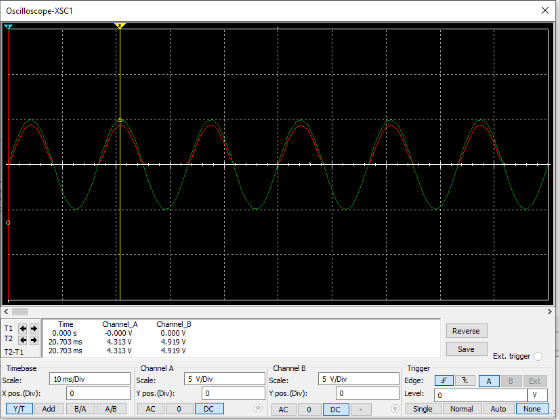 Oscilloscope-XSC1
T1
T2
T2-T1
Time Channel_A Channel_B
0.000 s -0.000 V 0.000 V
20.703 ms 4.313 V 4.919 V
20.703 ms 4.313 V 4.919 V
Reverse
Save
Ext. trigger
Timebase
Scale: 10 ms/Div
X pos.(Div): 0
Y/T Add B/A A/B
Channel A
Scale: 5 V/Div
Y pos.(Div): 0
AC 0 DC
Channel B
Scale: 5 V/Div
Y pos.(Div): 0
AC 0 DC -
Trigger
Edge: A B Ext
Level: 0 V
Single Normal Auto None